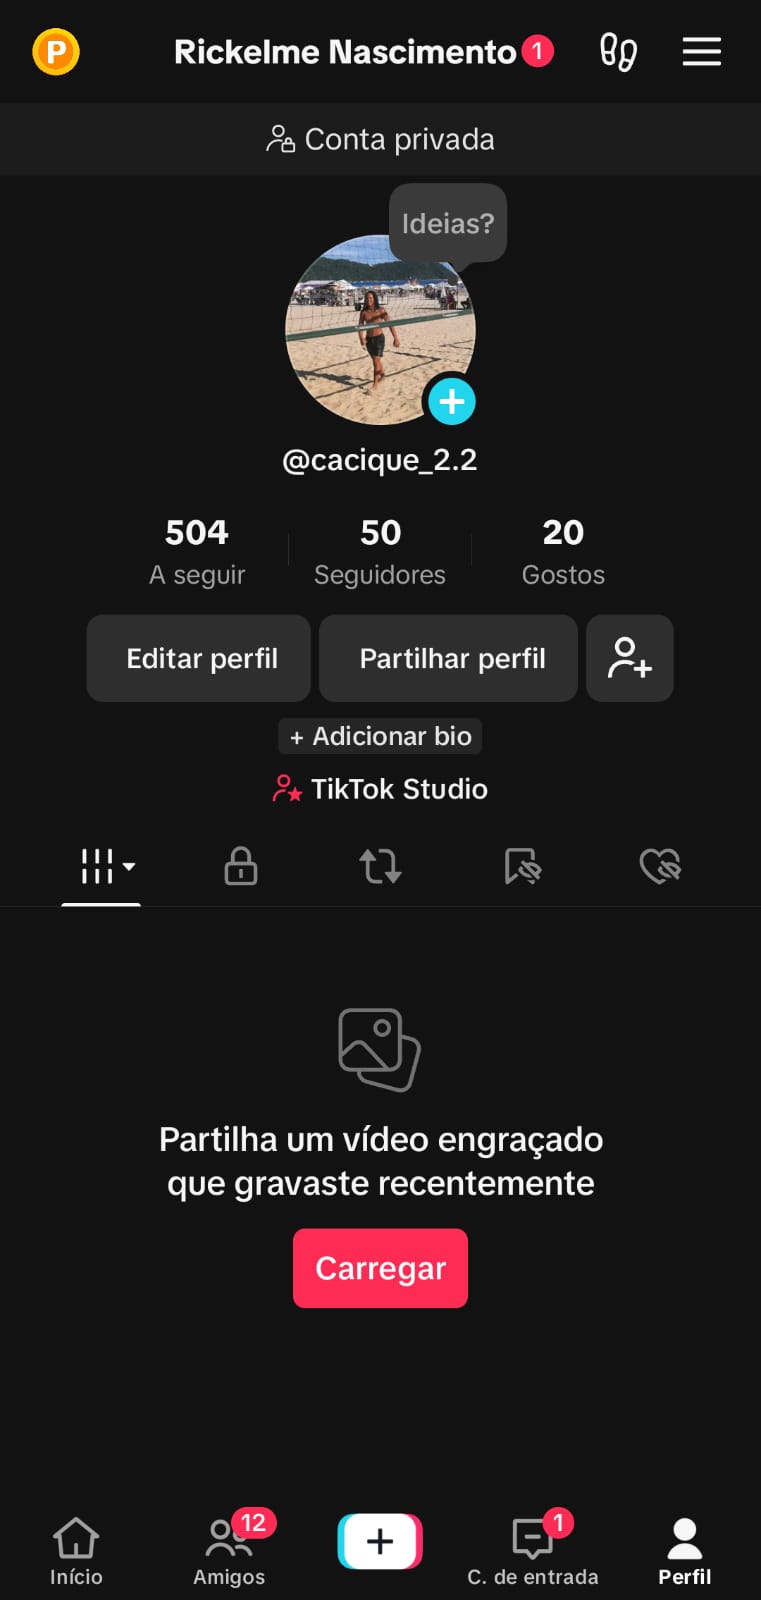 P
Rickelme Nascimento 1
Conta privada
Ideias?
@cacique_2.2
504 50 20
A seguir Seguidores Gostos
Editar perfil Partilhar perfil
+ Adicionar bio
TikTok Studio
Partilha um vídeo engraçado
que gravaste recentemente
Carregar
12 1
Início Amigos C. de entrada Perfil